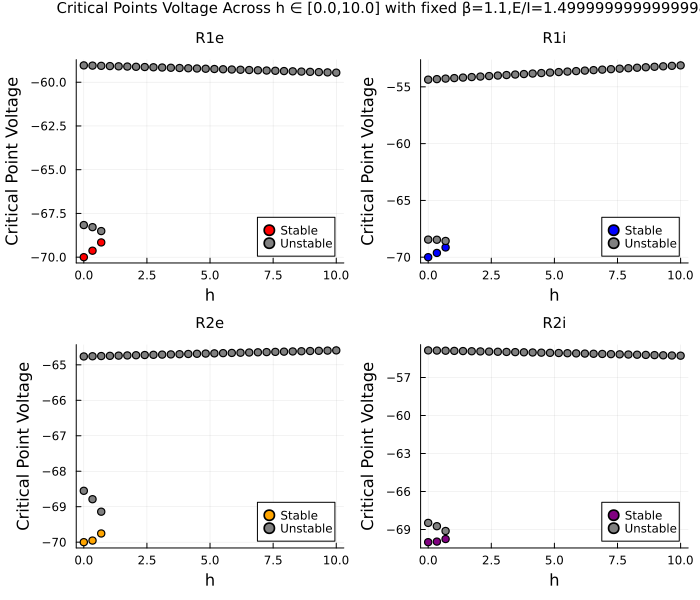 Critical Points Voltage Across h ∈ [0.0,10.0] with fixed β=1.1,E/I=1.499999999999999
R1e
Critical Point Voltage
−60.0
−62.5
−65.0
−67.5
−70.0
Stable
Unstable
0.0 2.5 5.0 7.5 10.0
h
R1i
Critical Point Voltage
−55
−60
−65
−70
Stable
Unstable
0.0 2.5 5.0 7.5 10.0
h
R2e
Critical Point Voltage
−65
−66
−67
−68
−69
−70
Stable
Unstable
0.0 2.5 5.0 7.5 10.0
h
R2i
Critical Point Voltage
−57
−60
−63
−66
−69
Stable
Unstable
0.0 2.5 5.0 7.5 10.0
h